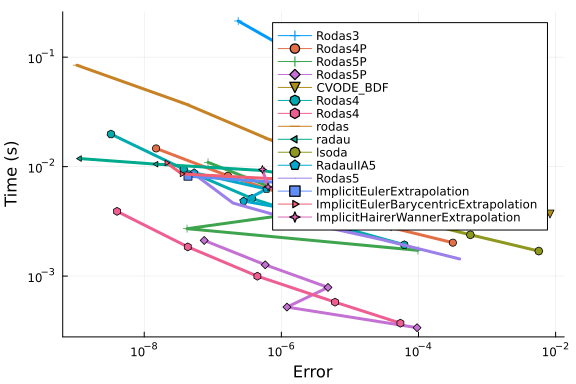 10⁻¹
10⁻²
10⁻³
Time (s)
Rodas3
Rodas4P
Rodas5P
Rodas5P
CVODE_BDF
Rodas4
Rodas4
rodas
radau
lsoda
RadauIIA5
Rodas5
ImplicitEulerExtrapolation
ImplicitEulerBarycentricExtrapolation
ImplicitHairerWannerExtrapolation
10⁻⁸
10⁻⁶
10⁻⁴
10⁻²
Error